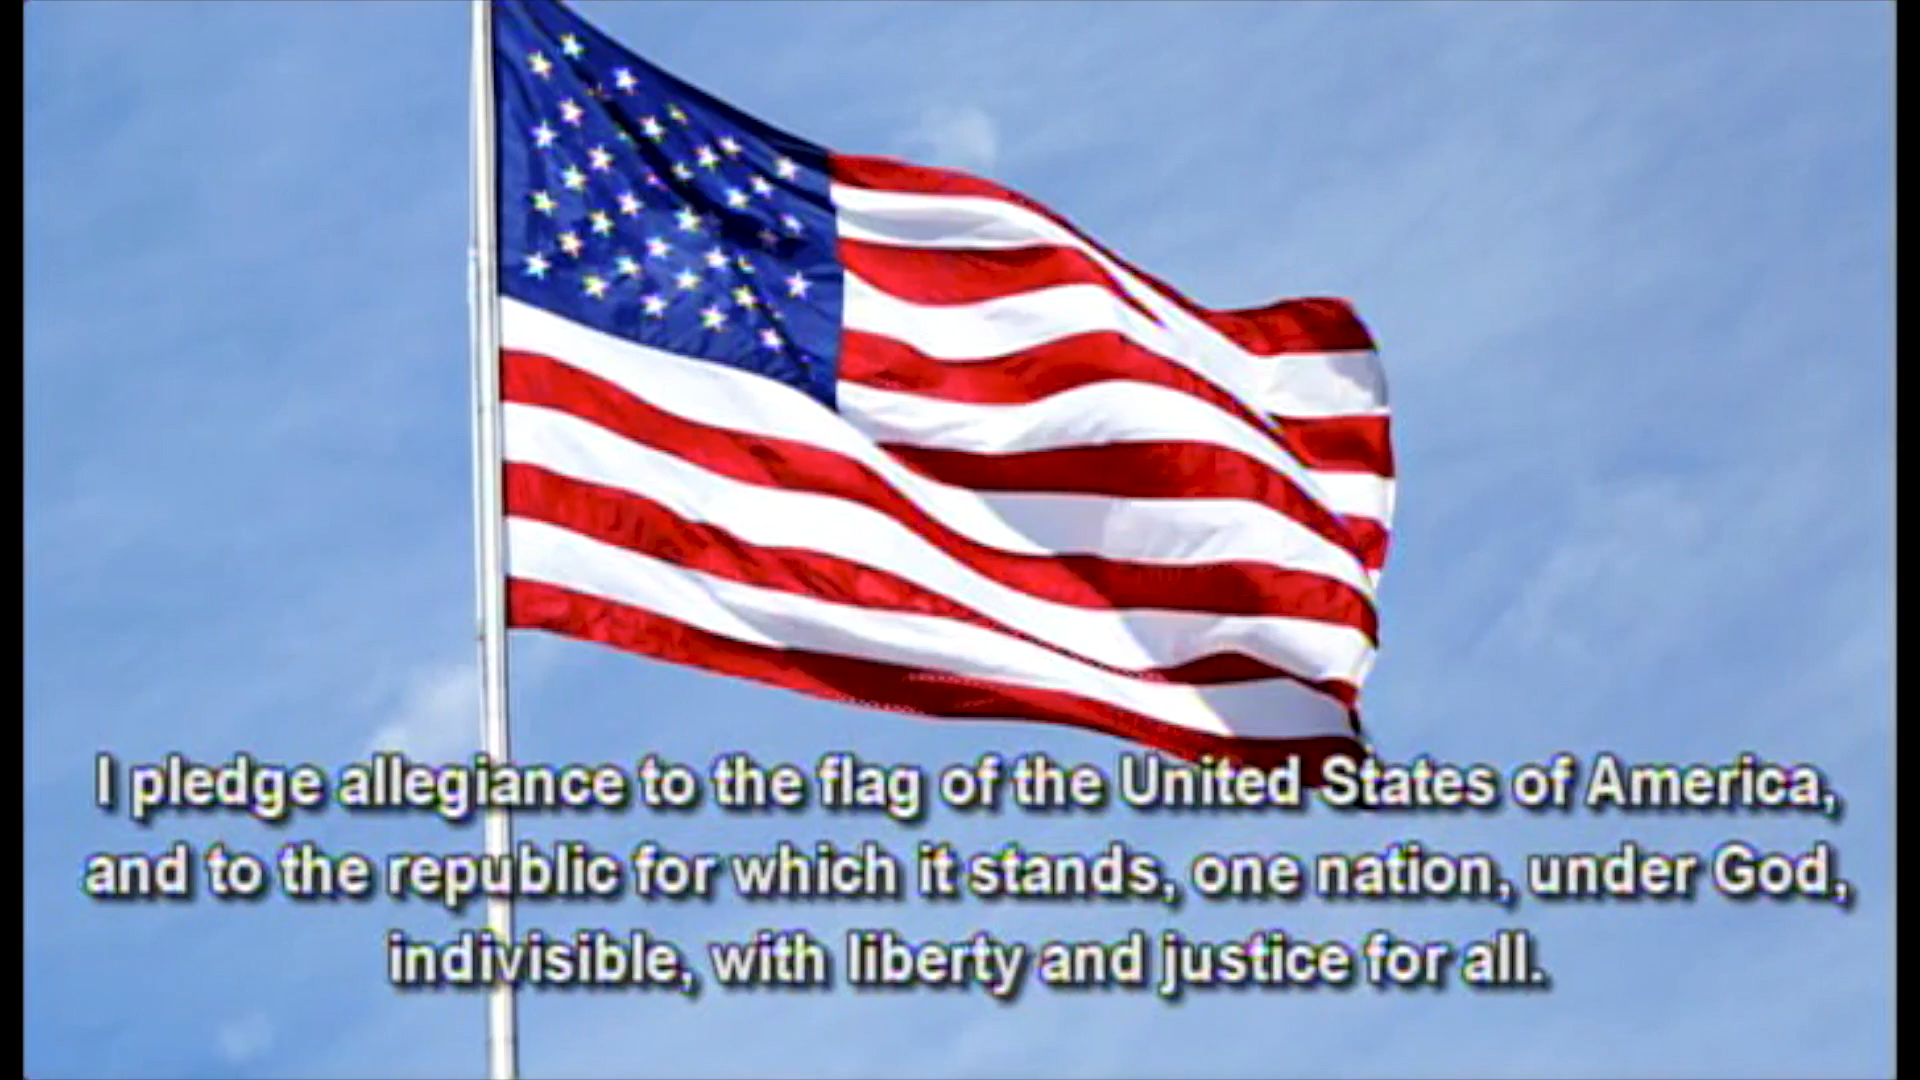 I pledge allegiance to the flag of the United States of America,
and to the republic for which it stands, one nation, under God,
indivisible, with liberty and justice for all.